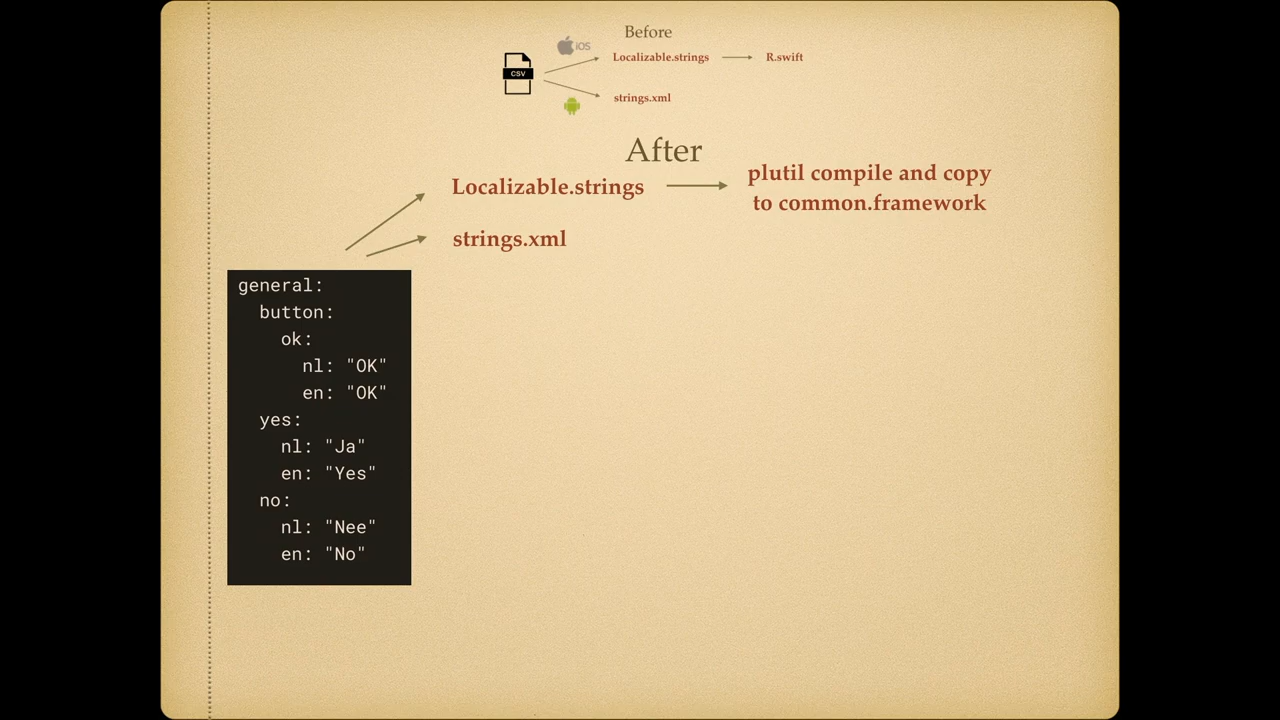 Before
iOS
Localizable.strings
R.swift
CSV
strings.xml
After
Localizable.strings
plutil compile and copy
to common.framework
strings.xml
general:
button:
ok:
nl: "OK"
en: "OK"
yes:
nl: "Ja"
en: "Yes"
no:
nl: "Nee"
en: "No"